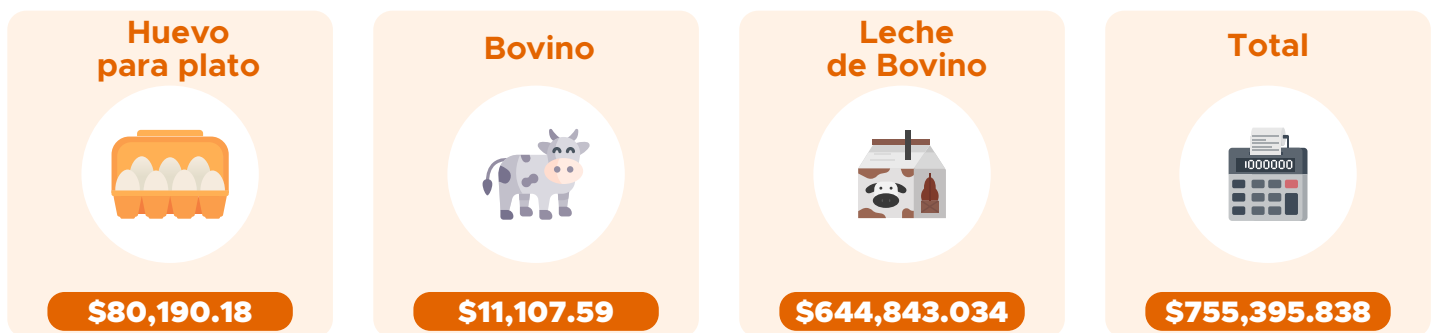 Huevo
para plato
$80,190.18
Bovino
$11,107.59
Leche
de Bovino
$644,843.034
Total
1000000
$755,395.838